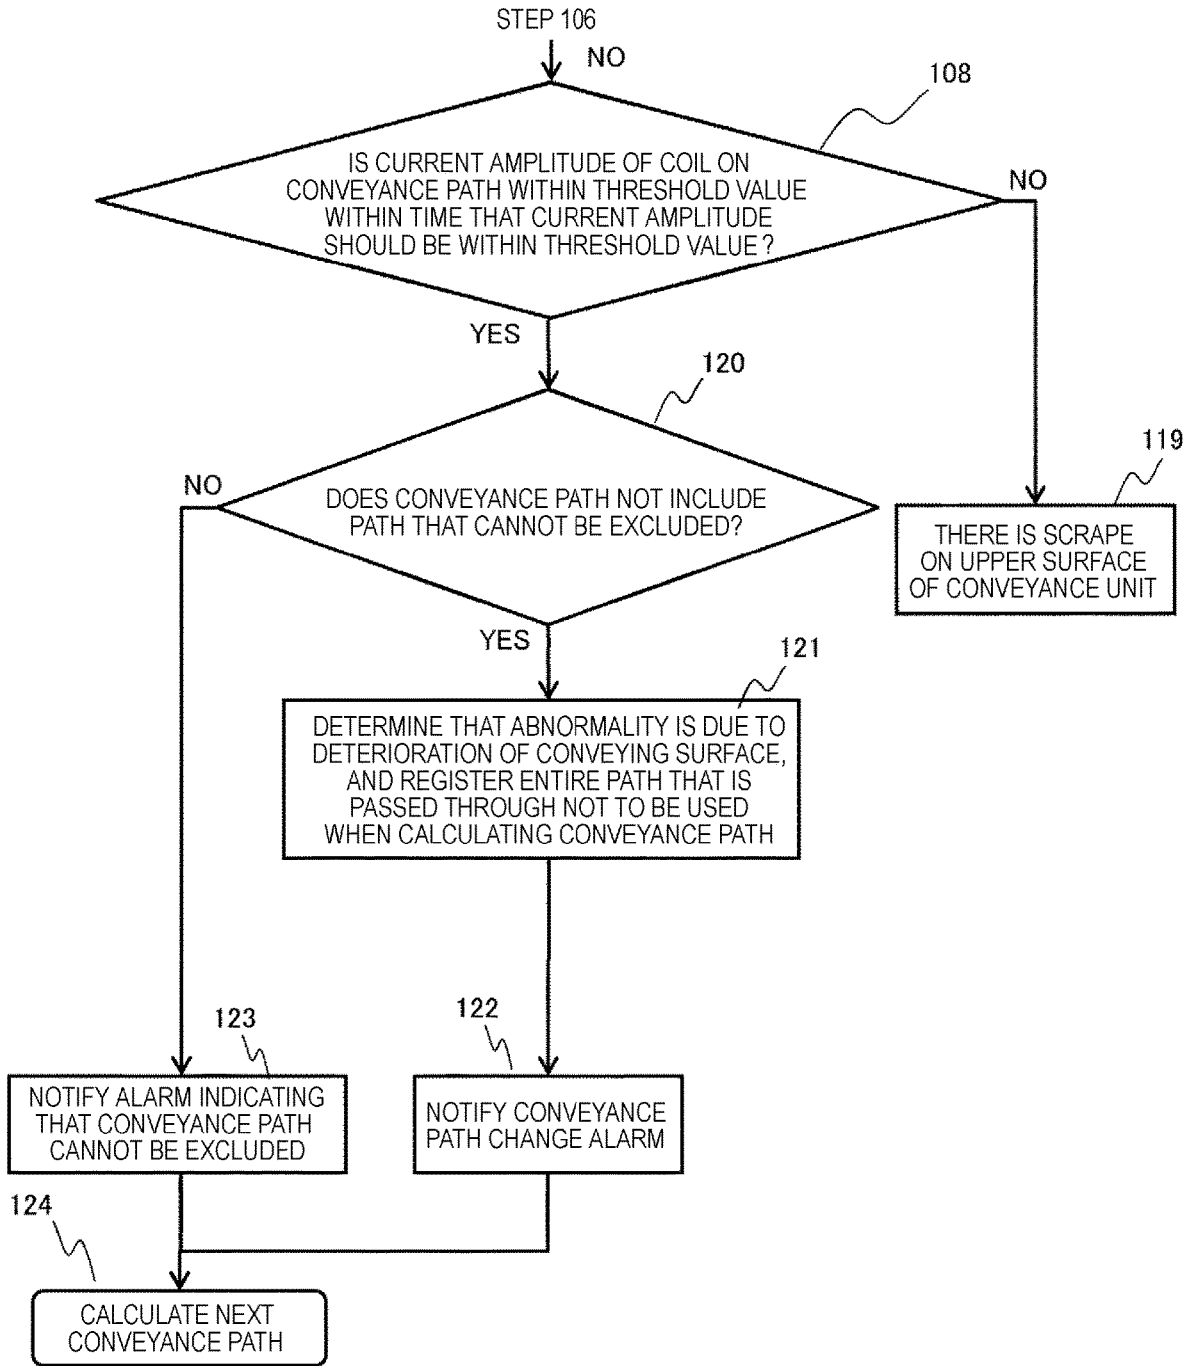 STEP 106
NO
108
IS CURRENT AMPLITUDE OF COIL ON
CONVEYANCE PATH WITHIN THRESHOLD VALUE
WITHIN TIME THAT CURRENT AMPLITUDE
SHOULD BE WITHIN THRESHOLD VALUE?
NO
YES
120
119
NO
DOES CONVEYANCE PATH NOT INCLUDE
PATH THAT CANNOT BE EXCLUDED?
THERE IS SCRAPE
ON UPPER SURFACE
OF CONVEYANCE UNIT
YES
121
DETERMINE THAT ABNORMALITY IS DUE TO
DETERIORATION OF CONVEYING SURFACE,
AND REGISTER ENTIRE PATH THAT IS
PASSED THROUGH NOT TO BE USED
WHEN CALCULATING CONVEYANCE PATH
123
122
NOTIFY ALARM INDICATING
THAT CONVEYANCE PATH
CANNOT BE EXCLUDED
NOTIFY CONVEYANCE
PATH CHANGE ALARM
124
CALCULATE NEXT
CONVEYANCE PATH